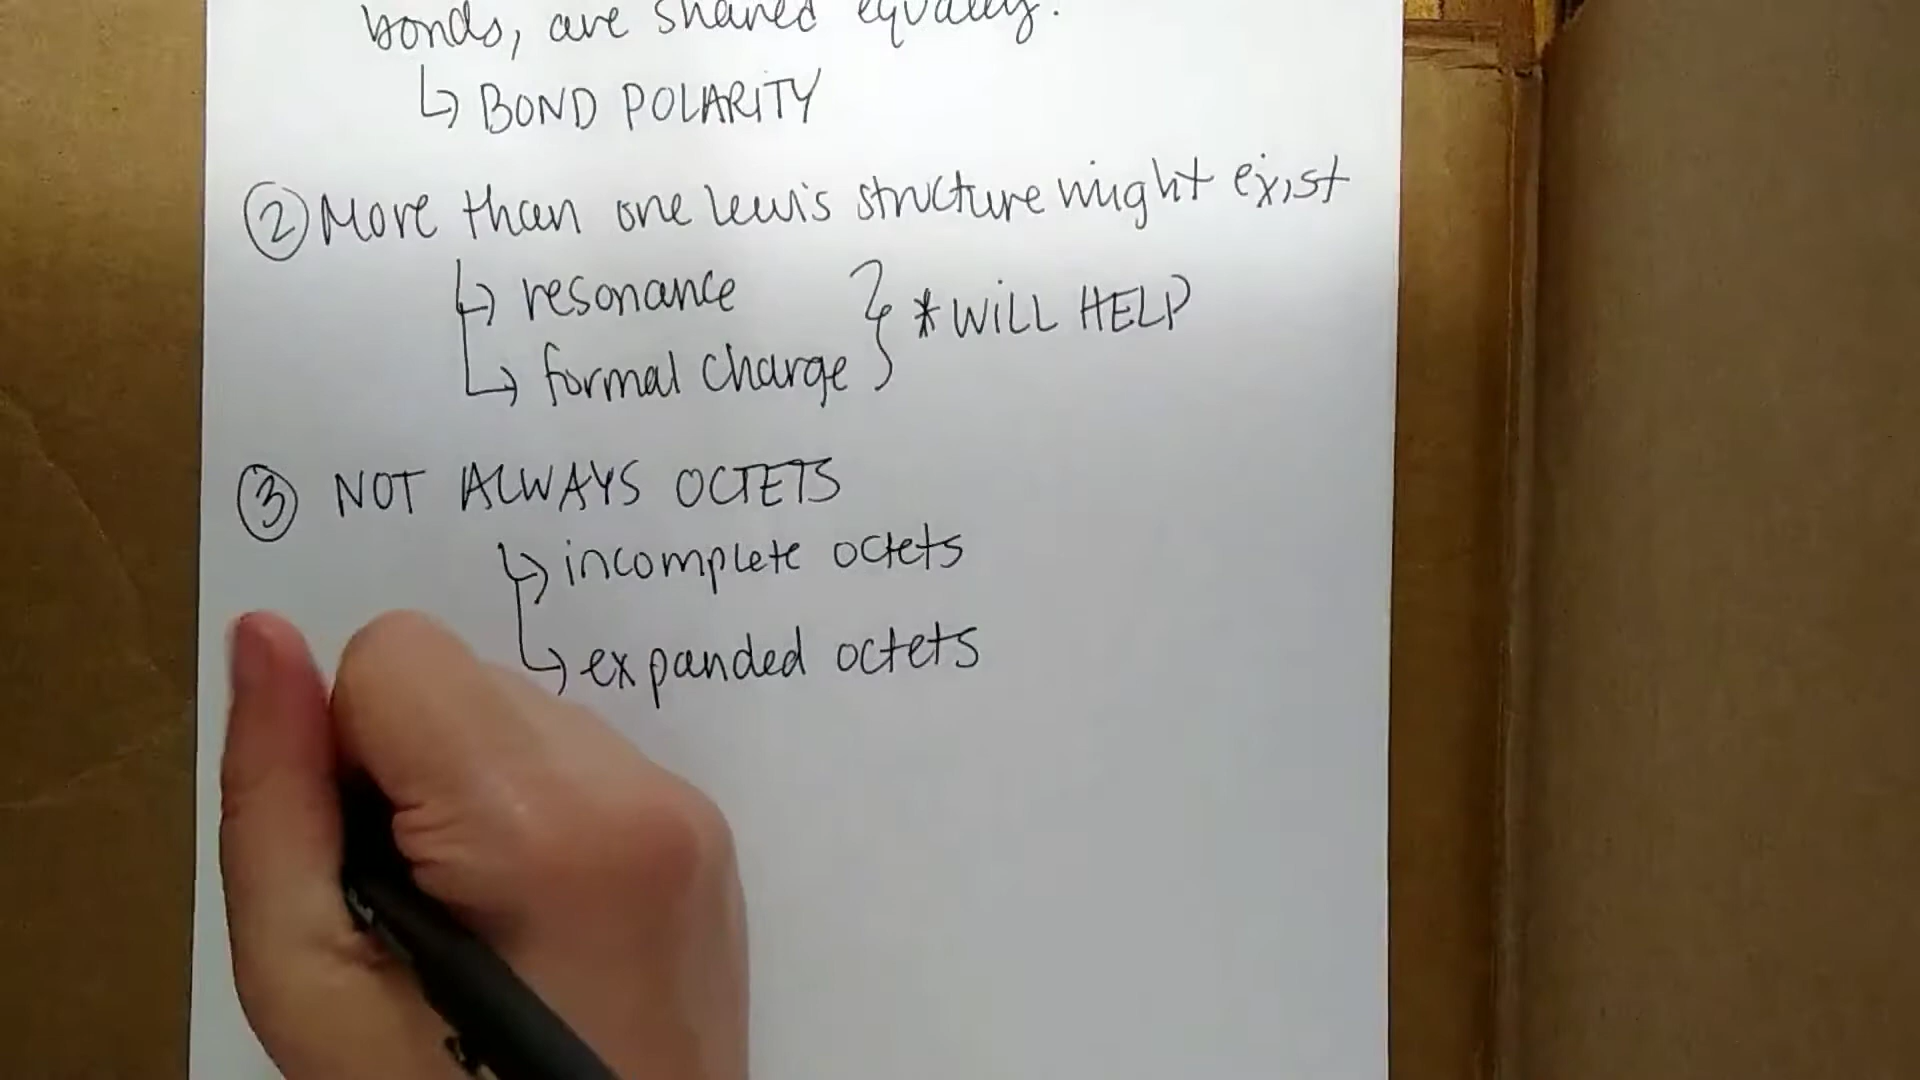 bonds, are shared equally.
↳ BOND POLARITY
② More than one lewis structure might exist
↳ resonance
↳ formal charge } * WILL HELP
③ NOT ALWAYS OCTETS
↳ incomplete octets
↳ expanded octets